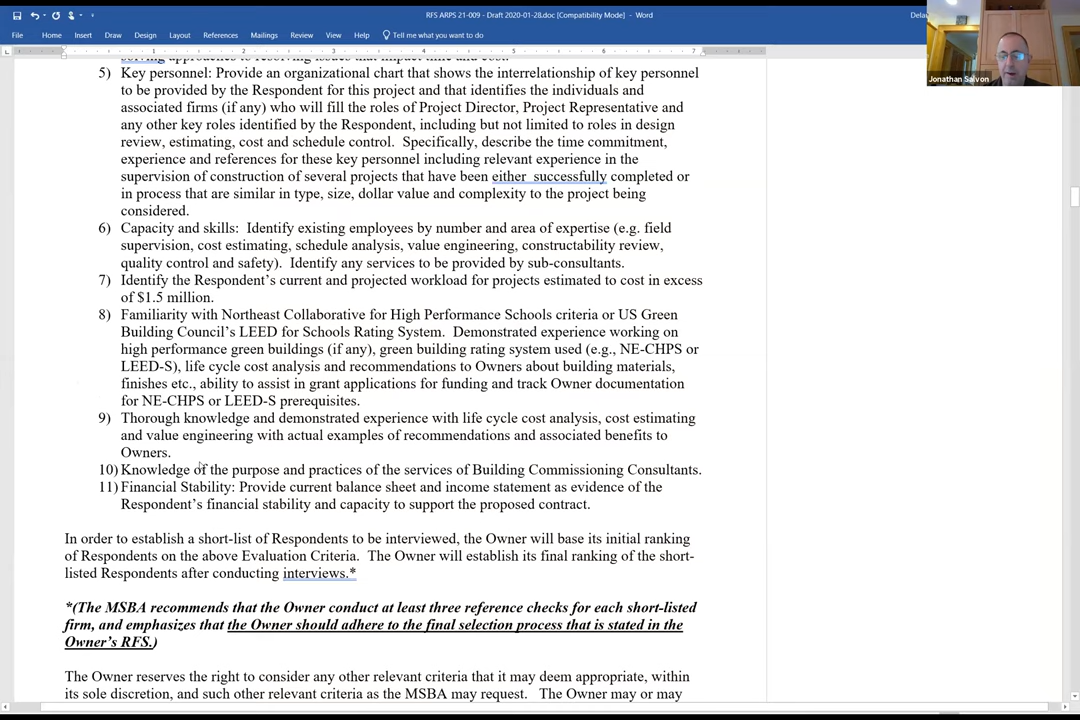 RFS ARPS 21-009 - Draft 2020-01-28.doc [Compatibility Mode] - Word
File Home Insert Draw Design Layout References Mailings Review View Help Tell me what you want to do
Jonathan Salvon
1 2 3 4 5 6 7
solving approaches to resolving issues that impact time and cost.
5) Key personnel: Provide an organizational chart that shows the interrelationship of key personnel
to be provided by the Respondent for this project and that identifies the individuals and
associated firms (if any) who will fill the roles of Project Director, Project Representative and
any other key roles identified by the Respondent, including but not limited to roles in design
review, estimating, cost and schedule control. Specifically, describe the time commitment,
experience and references for these key personnel including relevant experience in the
supervision of construction of several projects that have been either successfully completed or
in process that are similar in type, size, dollar value and complexity to the project being
considered.
6) Capacity and skills: Identify existing employees by number and area of expertise (e.g. field
supervision, cost estimating, schedule analysis, value engineering, constructability review,
quality control and safety). Identify any services to be provided by sub-consultants.
7) Identify the Respondent's current and projected workload for projects estimated to cost in excess
of $1.5 million.
8) Familiarity with Northeast Collaborative for High Performance Schools criteria or US Green
Building Council's LEED for Schools Rating System. Demonstrated experience working on
high performance green buildings (if any), green building rating system used (e.g., NE-CHPS or
LEED-S), life cycle cost analysis and recommendations to Owners about building materials,
finishes etc., ability to assist in grant applications for funding and track Owner documentation
for NE-CHPS or LEED-S prerequisites.
9) Thorough knowledge and demonstrated experience with life cycle cost analysis, cost estimating
and value engineering with actual examples of recommendations and associated benefits to
Owners.
10) Knowledge of the purpose and practices of the services of Building Commissioning Consultants.
11) Financial Stability: Provide current balance sheet and income statement as evidence of the
Respondent's financial stability and capacity to support the proposed contract.
In order to establish a short-list of Respondents to be interviewed, the Owner will base its initial ranking
of Respondents on the above Evaluation Criteria. The Owner will establish its final ranking of the short-
listed Respondents after conducting interviews.*
*(The MSBA recommends that the Owner conduct at least three reference checks for each short-listed
firm, and emphasizes that the Owner should adhere to the final selection process that is stated in the
Owner's RFS.)
The Owner reserves the right to consider any other relevant criteria that it may deem appropriate, within
its sole discretion, and such other relevant criteria as the MSBA may request. The Owner may or may